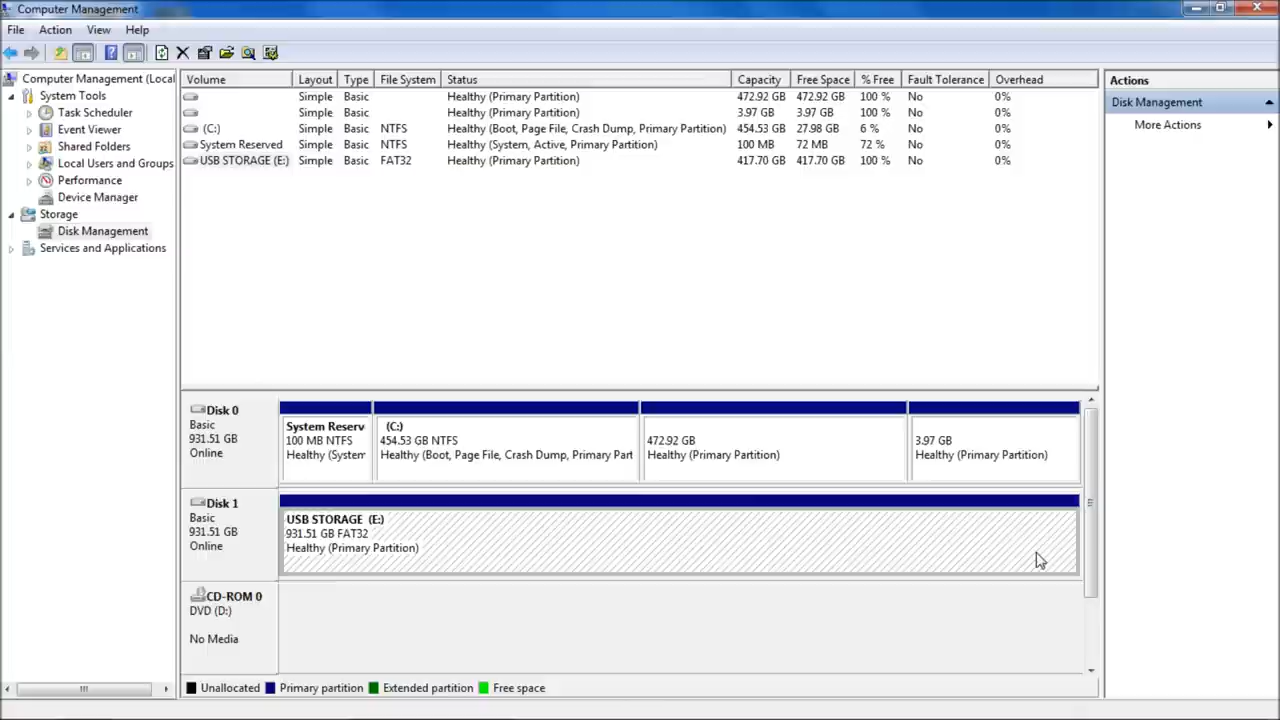 Computer Management
File Action View Help
Computer Management (Local
System Tools
Task Scheduler
Event Viewer
Shared Folders
Local Users and Groups
Performance
Device Manager
Storage
Disk Management
Services and Applications
Volume Layout Type File System Status Capacity Free Space % Free Fault Tolerance Overhead
Simple Basic Healthy (Primary Partition) 472.92 GB 472.92 GB 100 % No 0%
Simple Basic Healthy (Primary Partition) 3.97 GB 3.97 GB 100 % No 0%
(C:) Simple Basic NTFS Healthy (Boot, Page File, Crash Dump, Primary Partition) 454.53 GB 27.98 GB 6 % No 0%
System Reserved Simple Basic NTFS Healthy (System, Active, Primary Partition) 100 MB 72 MB 72 % No 0%
USB STORAGE (E:) Simple Basic FAT32 Healthy (Primary Partition) 417.70 GB 417.70 GB 100 % No 0%
Disk 0
Basic
931.51 GB
Online
System Reserv
100 MB NTFS
Healthy (System
(C:)
454.53 GB NTFS
Healthy (Boot, Page File, Crash Dump, Primary Part
472.92 GB
Healthy (Primary Partition)
3.97 GB
Healthy (Primary Partition)
Disk 1
Basic
931.51 GB
Online
USB STORAGE (E:)
931.51 GB FAT32
Healthy (Primary Partition)
CD-ROM 0
DVD (D:)
No Media
Unallocated Primary partition Extended partition Free space
Actions
Disk Management
More Actions